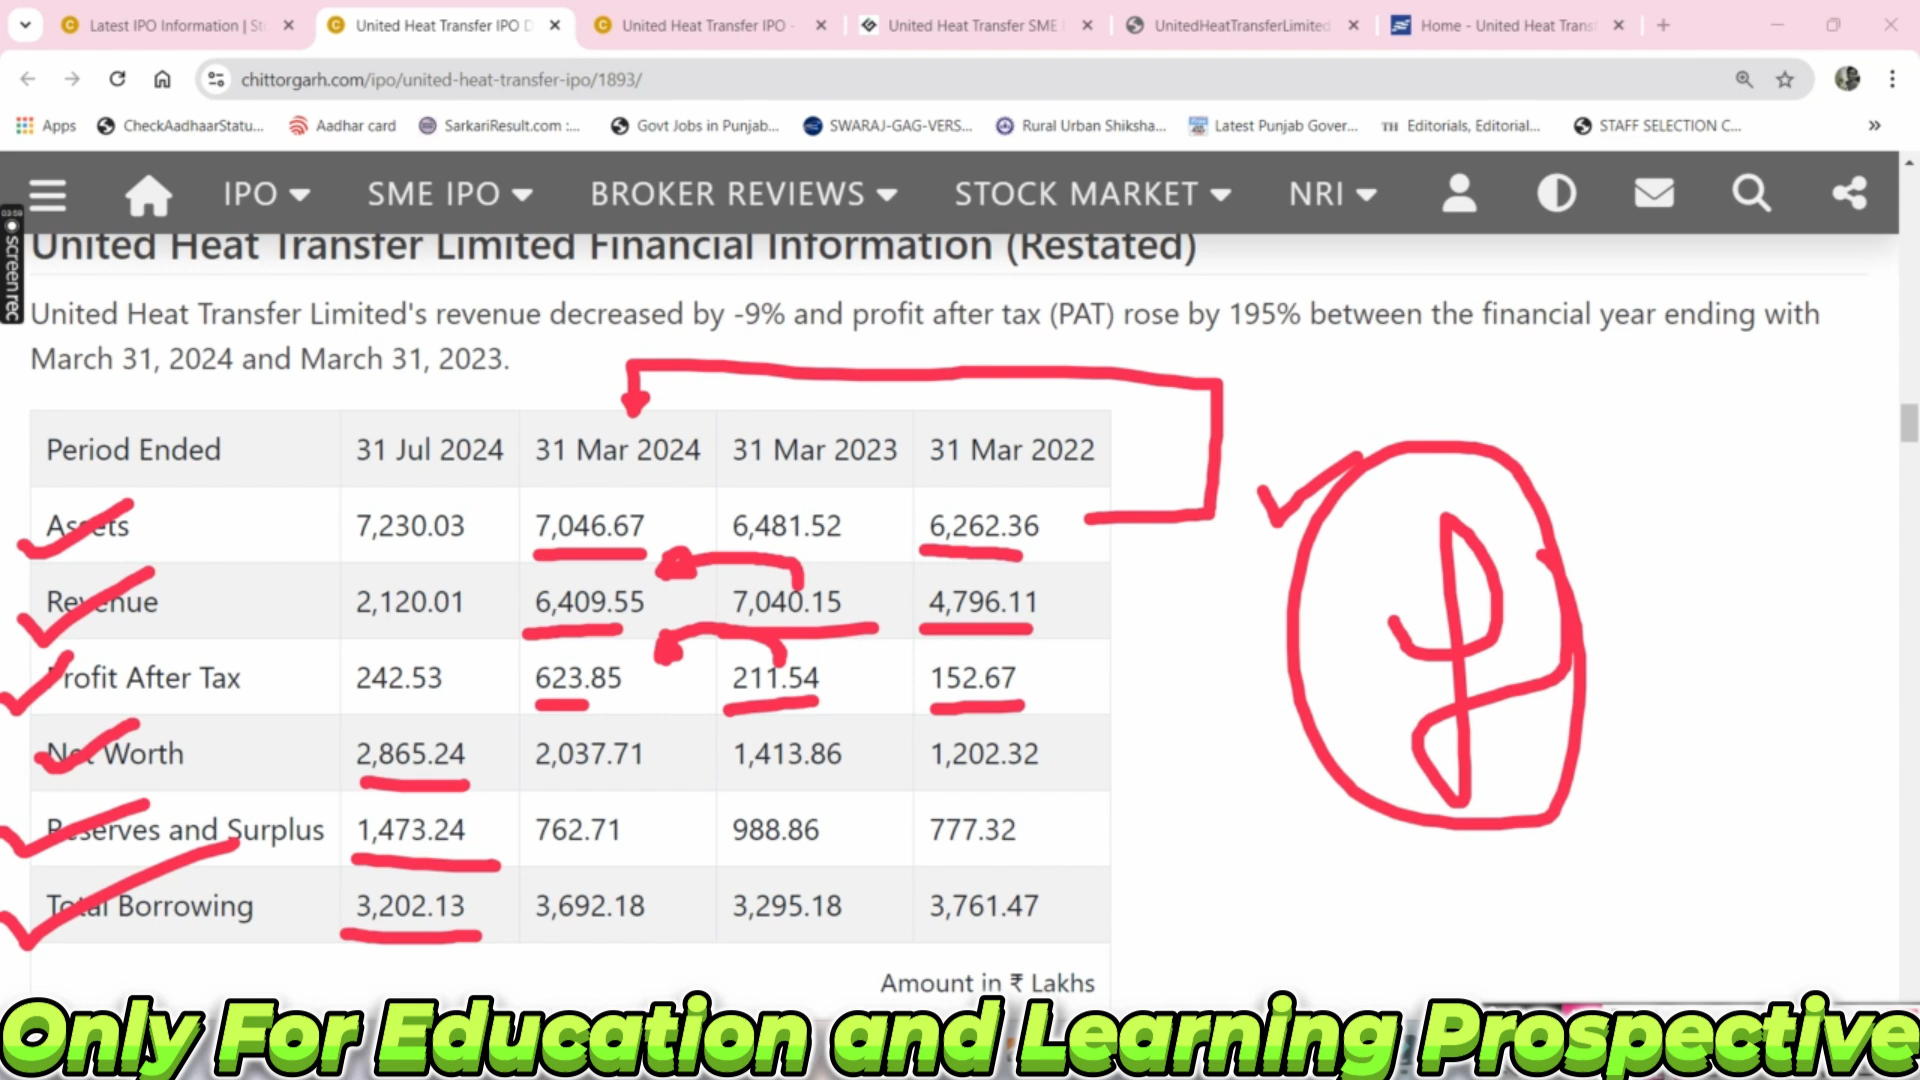 Latest IPO Information | St
United Heat Transfer IPO D
United Heat Transfer IPO -
United Heat Transfer SME
UnitedHeatTransferLimited
Home - United Heat Trans
chittorgarh.com/ipo/united-heat-transfer-ipo/1893/
Apps
CheckAadhaarStatu...
Aadhar card
SarkariResult.com :...
Govt Jobs in Punjab...
SWARAJ-GAG-VERS...
Rural Urban Shiksha...
Latest Punjab Gover...
TH Editorials, Editorial...
STAFF SELECTION C...
»
IPO SME IPO BROKER REVIEWS STOCK MARKET NRI
03:59
screenrec
United Heat Transfer Limited Financial Information (Restated)
United Heat Transfer Limited's revenue decreased by -9% and profit after tax (PAT) rose by 195% between the financial year ending with
March 31, 2024 and March 31, 2023.
Period Ended 31 Jul 2024 31 Mar 2024 31 Mar 2023 31 Mar 2022
Assets 7,230.03 7,046.67 6,481.52 6,262.36
Revenue 2,120.01 6,409.55 7,040.15 4,796.11
Profit After Tax 242.53 623.85 211.54 152.67
Net Worth 2,865.24 2,037.71 1,413.86 1,202.32
Reserves and Surplus 1,473.24 762.71 988.86 777.32
Total Borrowing 3,202.13 3,692.18 3,295.18 3,761.47
Amount in ₹ Lakhs
Only For Education and Learning Prospective